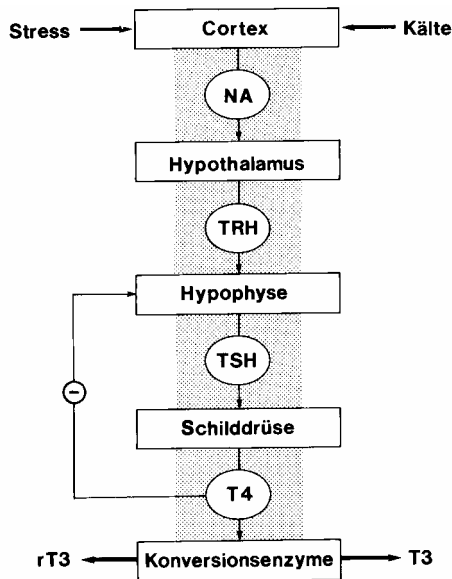 Stress
Cortex
Kälte
NA
Hypothalamus
TRH
Hypophyse
TSH
−
Schilddrüse
T4
rT3
Konversionsenzyme
T3